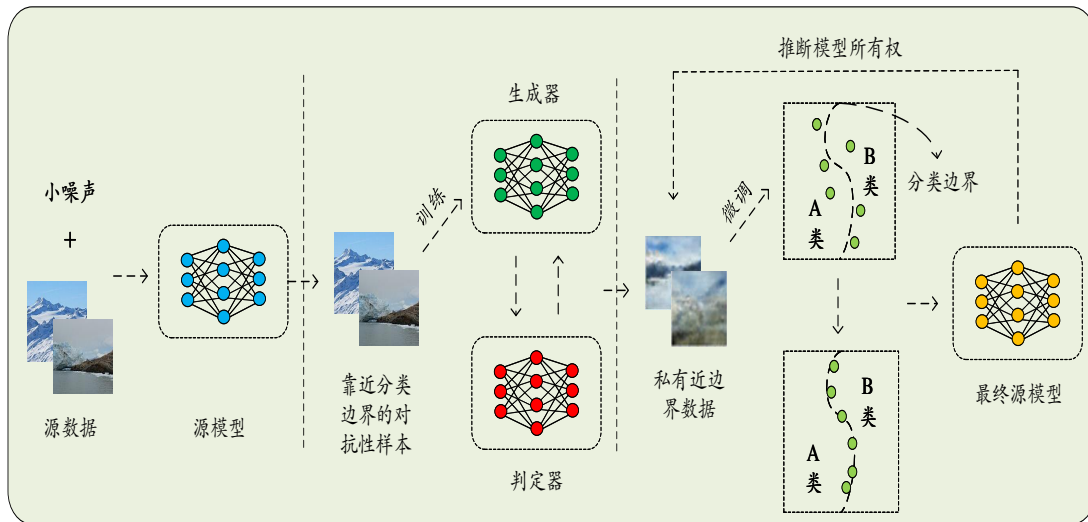 推断模型所有权
生成器
小噪声
+
训练
微调
B
类
A
类
分类边界
源数据
源模型
靠近分类
边界的对
抗性样本
判定器
私有近边
界数据
B
类
A
类
最终源模型